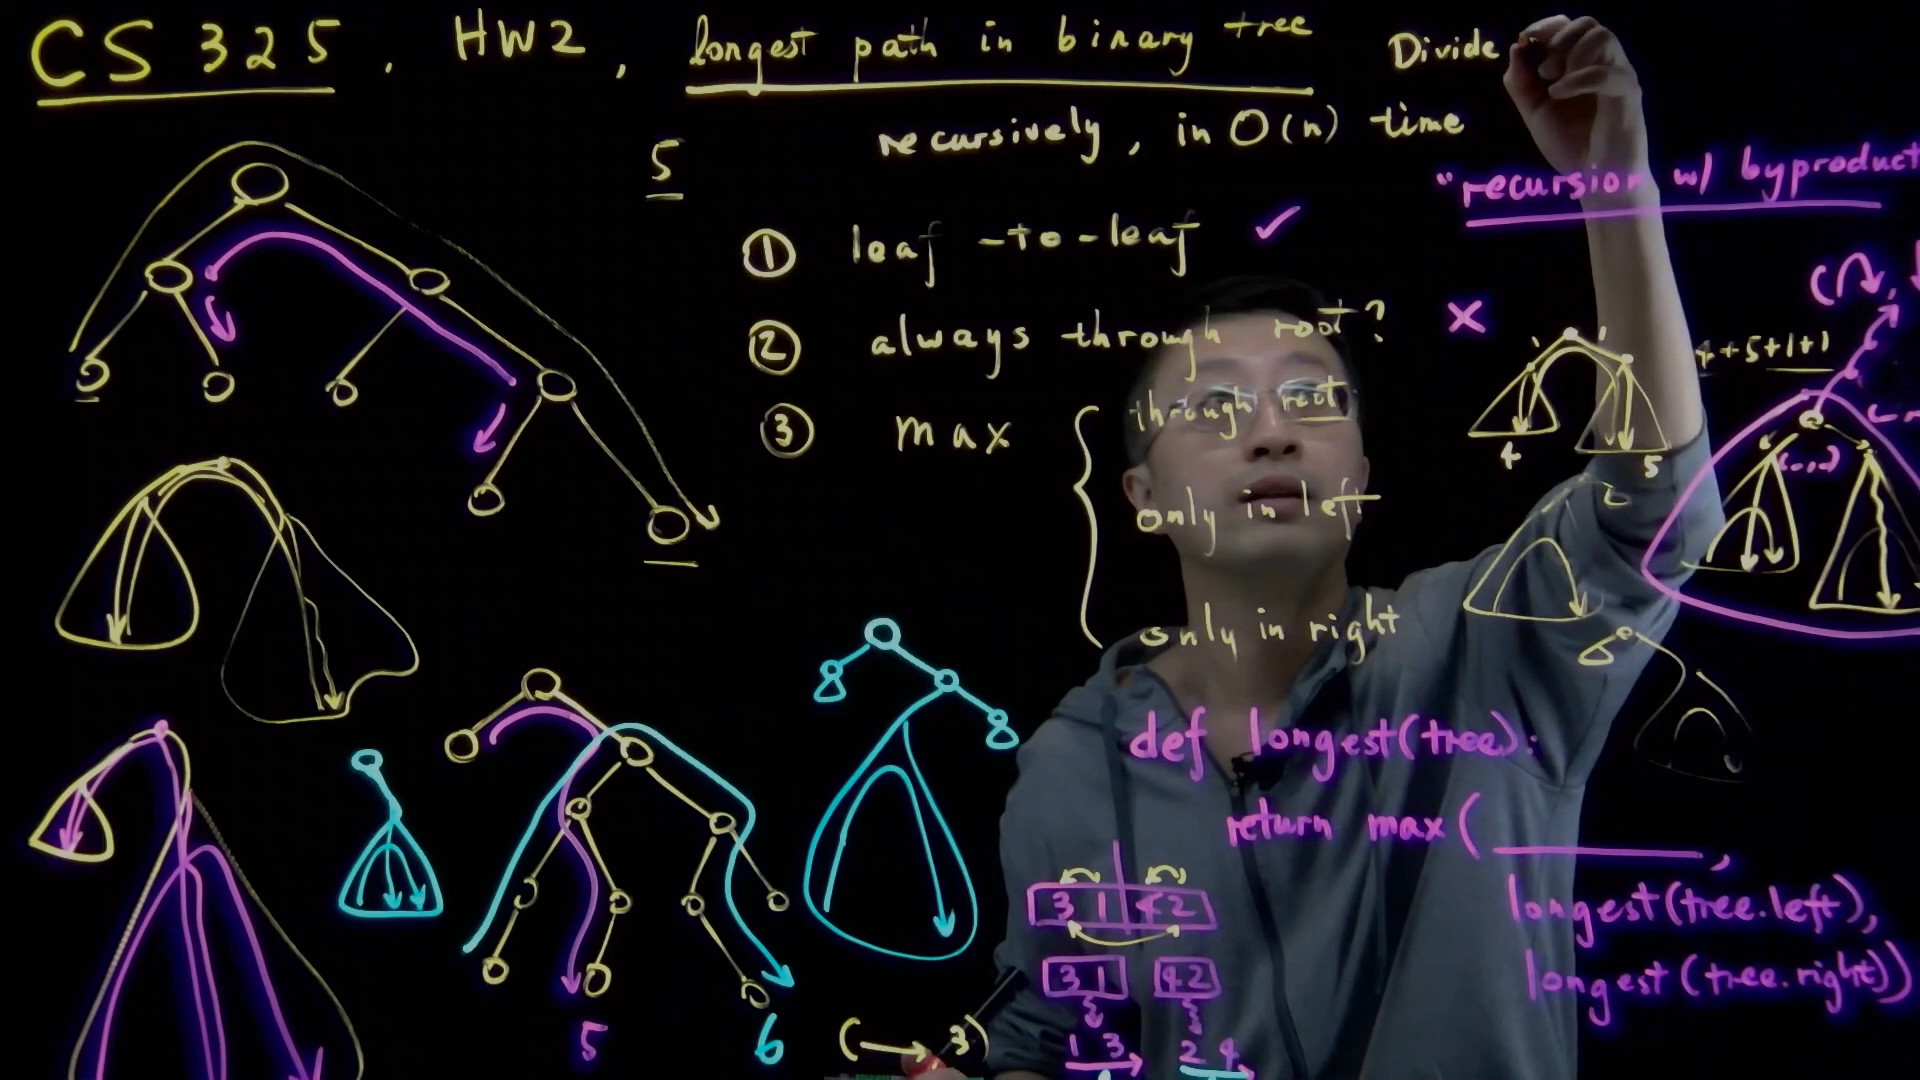 CS 325, HW2, longest path in binary tree
Divide
recursively, in O(n) time
5
"recursion w/ byproduct
① leaf-to-leaf ✓
② always through root? ×
③ max { through root
only in left
only in right
+5+1+1
4 5
def longest(tree):
return max( ______,
longest(tree.left),
longest(tree.right))
3 1 4 2
3 1 4 2
1 3 2 4
5
6
( → 3)